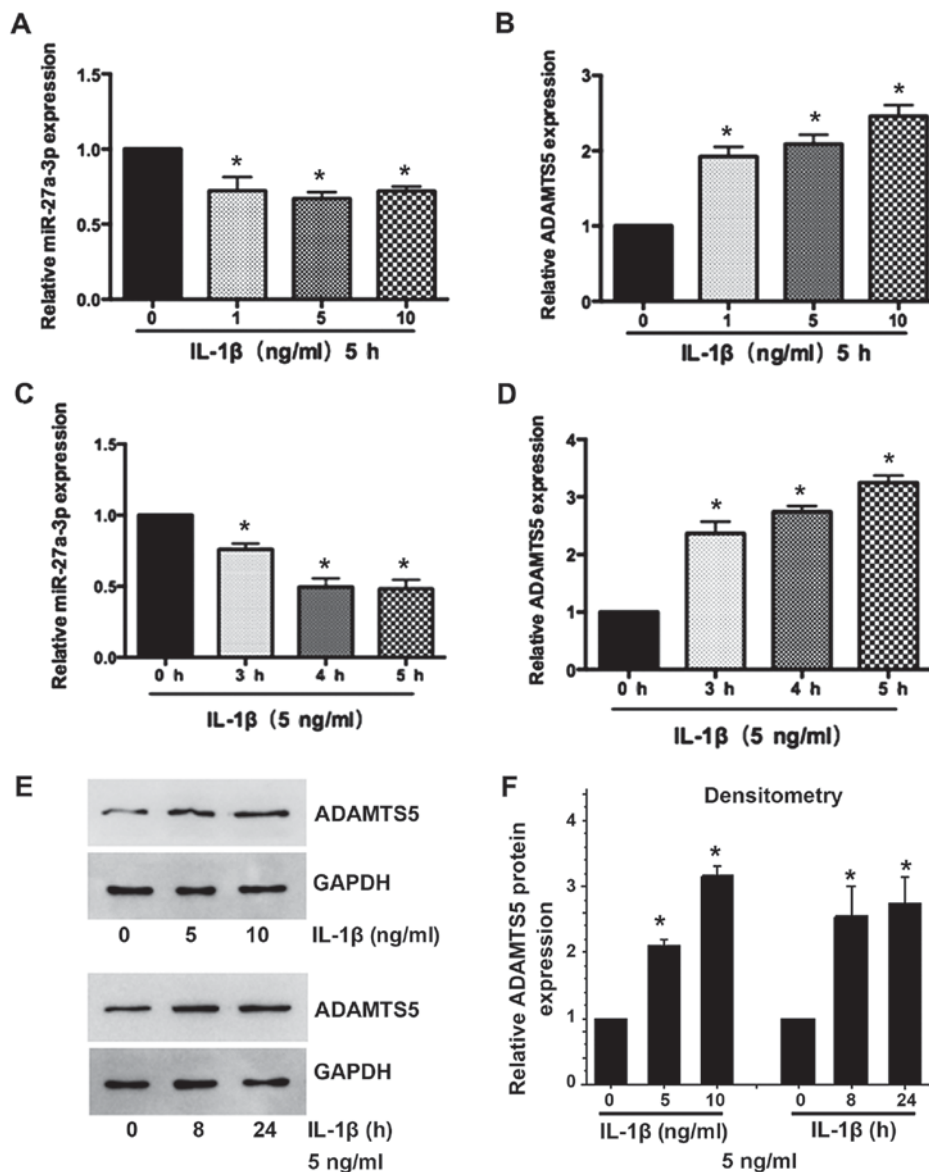 A
Relative miR-27a-3p expression
1.5
1.0
0.5
0.0
* * *
0 1 5 10
IL-1β (ng/ml) 5 h
B
Relative ADAMTS5 expression
3
2
1
0
* * *
0 1 5 10
IL-1β (ng/ml) 5 h
C
Relative miR-27a-3p expression
1.5
1.0
0.5
0.0
* * *
0 h 3 h 4 h 5 h
IL-1β (5 ng/ml)
D
Relative ADAMTS5 expression
4
3
2
1
0
* * *
0 h 3 h 4 h 5 h
IL-1β (5 ng/ml)
E
ADAMTS5
GAPDH
0 5 10 IL-1β (ng/ml)
ADAMTS5
GAPDH
0 8 24 IL-1β (h)
5 ng/ml
F
Densitometry
Relative ADAMTS5 protein
expression
4
3
2
1
0
* * * *
0 5 10 0 8 24
IL-1β (ng/ml) IL-1β (h)
5 ng/ml